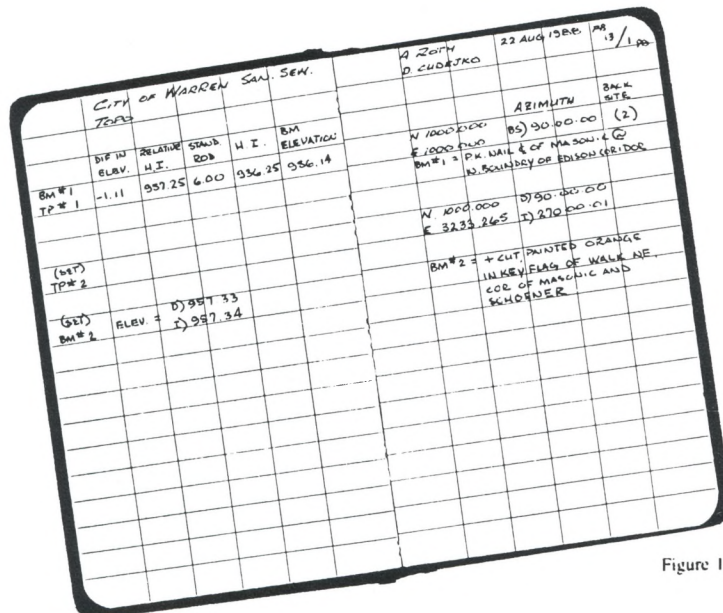 CITY OF WARREN SAN. SEW.
TOPO
DIF IN ELEV. RELATIVE H.I. STAND. ROD H.I. BM ELEVATION
BM #1
TP #1 -1.11 937.25 6.00 936.25 936.14
(SET)
TP #2
(SET)
BM #2 ELEV. = D) 957.33
I) 957.34
A ROTH
D. CUDEJKO
22 AUG 1988
13/1
AZIMUTH BACK SITE
N 1000.000 BS) 90.00.00 (2)
E 1000.000
BM #1 = P.K. NAIL ¢ OF MASONIC @
N. BOUNDRY OF EDISON CORIDOR
N. 1000.000 D) 90.00.00
E 3233.265 I) 270.00.01
BM #2 = + CUT, PAINTED ORANGE
IN KEY FLAG OF WALK NE,
COR OF MASONIC AND
SCHOENER
Figure 1